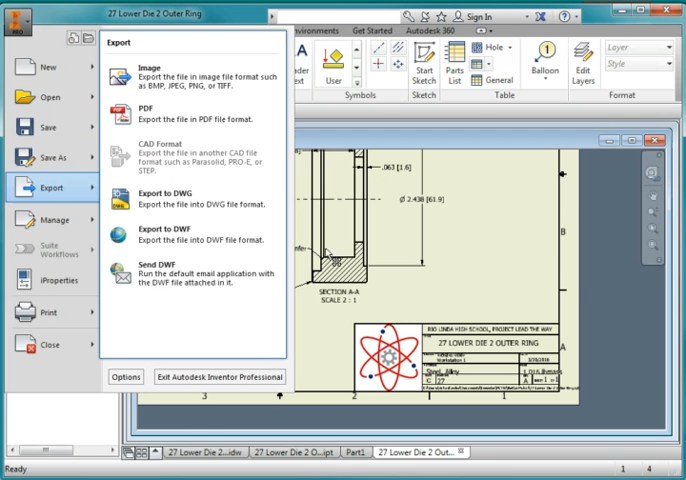 27 Lower Die 2 Outer Ring
Sign In
PRO
Environments
Autodesk 360
Export
Image
Export the file in image file format such
as BMP, JPEG, PNG, or TIFF.
PDF
Export the file in PDF file format.
CAD Format
Export the file in another CAD file
format such as Parasolid, PRO-E, or
STEP.
Export to DWG
Export the file into DWG file format.
Export to DWF
Export the file into DWF file format.
Send DWF
Run the default email application with
the DWF file attached in it.
Options
Exit Autodesk Inventor Professional
New
Open
Save
Save As
Export
Manage
Suite
Workflows
iProperties
Print
Close
User
Symbols
Start
Sketch
Sketch
Parts
List
Hole
General
Table
Balloon
Edit
Layers
Layer
Style
Format
.063 [1.6]
Ø 2.438 [61.9]
SECTION A-A
SCALE 2 : 1
B
A
RIO LINDA HIGH SCHOOL, PROJECT LEAD THE WAY
27 LOWER DIE 2 OUTER RING
Workstation 1
3/18/2016
Steel, Alloy
C
27
A
3
2
1
27 Lower Die 2...idw
27 Lower Die 2 O...ipt
Part1
27 Lower Die 2 Out...
Ready
1
4